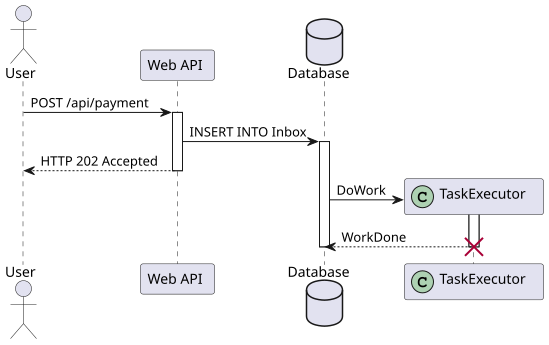 User
Web API
Database
POST /api/payment
INSERT INTO Inbox
HTTP 202 Accepted
DoWork
C TaskExecutor
WorkDone
User
Web API
Database
C TaskExecutor